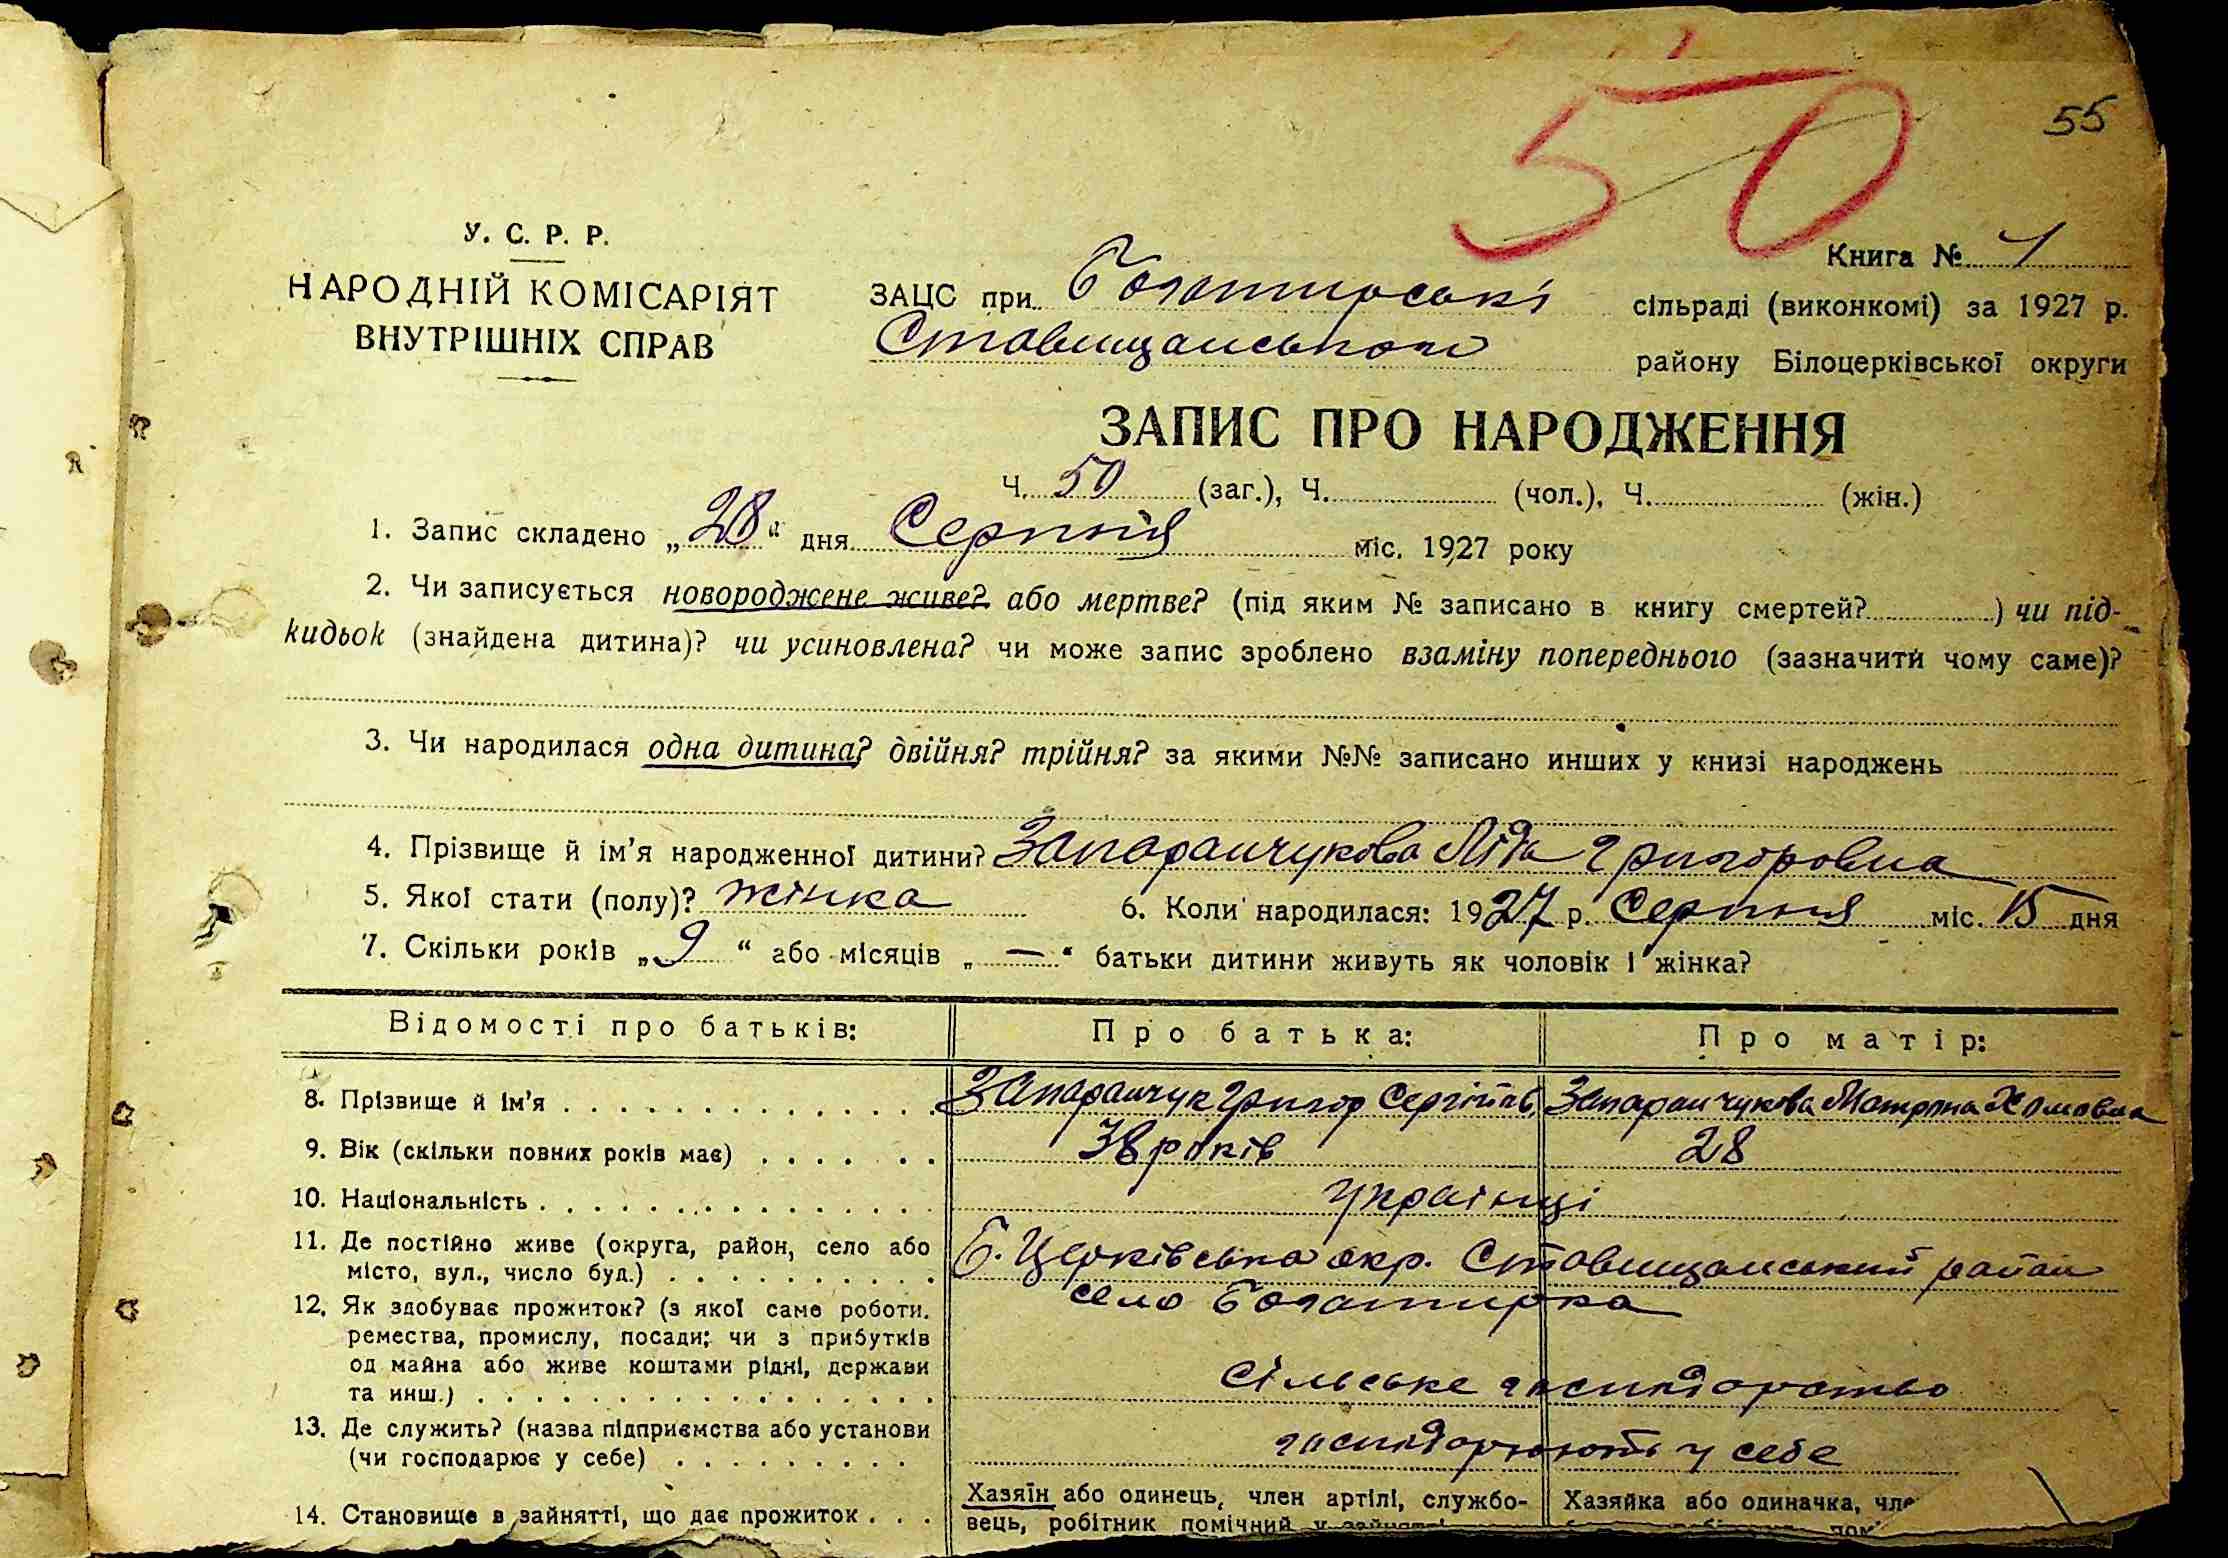 50
55
У. С. Р. Р.
НАРОДНІЙ КОМІСАРІЯТ
ВНУТРІШНІХ СПРАВ
Книга № 1
ЗАЦС при Богатирські сільраді (виконкомі) за 1927 р.
Ставищанського району Білоцерківської округи
ЗАПИС ПРО НАРОДЖЕННЯ
Ч. 50 (заг.), Ч. (чол.), Ч. (жін.)
1. Запис складено „28“ дня Серпня міс. 1927 року
2. Чи записується новороджене живе? або мертве? (під яким № записано в книгу смертей? ) чи під-
кидьок (знайдена дитина)? чи усиновлена? чи може запис зроблено взаміну попереднього (зазначити чому саме)?
3. Чи народилася одна дитина? двійня? трійня? за якими №№ записано инших у книзі народжень
4. Прізвище й ім’я народженної дитини? Запаранчукова Ліда Григоровна
5. Якої стати (полу)? жінка 6. Коли народилася: 1927 р. Серпня міс. 15 дня
7. Скільки років „9“ або місяців „—“ батьки дитини живуть як чоловік і жінка?
Відомості про батьків: Про батька: Про матір:
8. Прізвище й ім’я . . . . . . . . . . . . . . Запаранчук Григор Сергійов. Запаранчукова Мотрона Хомовна
9. Вік (скільки повних років має) . . . . . . 38 років 28
10. Національність . . . . . . . . . . . . . . . українці
11. Де постійно живе (округа, район, село або Б. Церківська окр. Ставищанський район
місто, вул., число буд.) . . . . . . . . . . село Богатирка
12. Як здобуває прожиток? (з якої саме роботи.
ремества, промислу, посади; чи з прибутків
од майна або живе коштами рідні, держави
та инш.) . . . . . . . . . . . . . . . . . сільське господарство
13. Де служить? (назва підприємства або установи
(чи господарює у себе) . . . . . . . . . господарюють у себе
14. Становище в зайнятті, що дає прожиток . . . Хазяїн або одинець, член артілі, службо- Хазяйка або одиначка,
вець, робітник помічний у